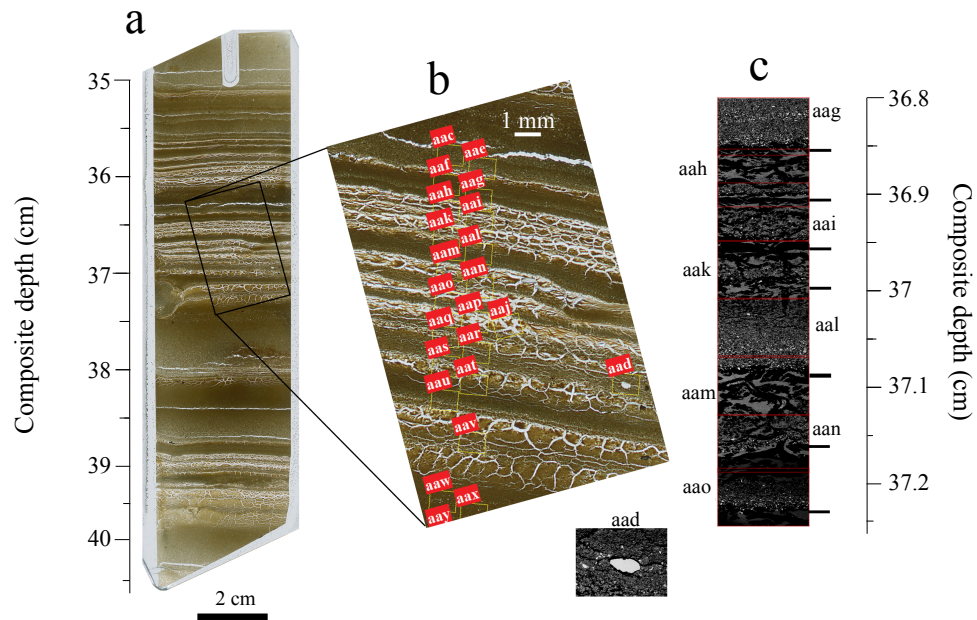 a
b
c
Composite depth (cm)
35
36
37
38
39
40
2 cm
1 mm
aac
aae
aaf
aag
aah
aai
aak
aal
aam
aan
aao
aap
aaj
aaq
aar
aas
aad
aat
aau
aav
aaw
aax
aay
aad
aag
aah
aai
aak
aal
aam
aan
aao
36.8
36.9
37
37.1
37.2
Composite depth (cm)